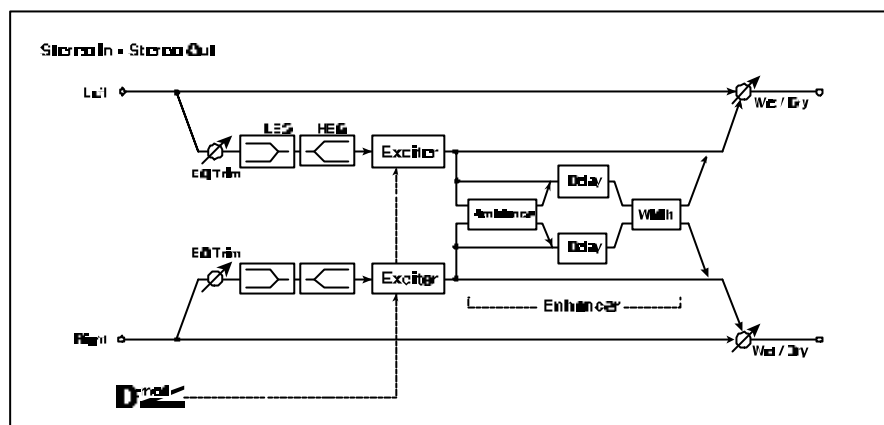 Stereo In - Stereo Out
Left
Wet / Dry
LEQ HEQ
Exciter
EQ Trim
Delay
Ambience
Width
EQ Trim
Delay
Exciter
Enhancer
Right
Wet / Dry